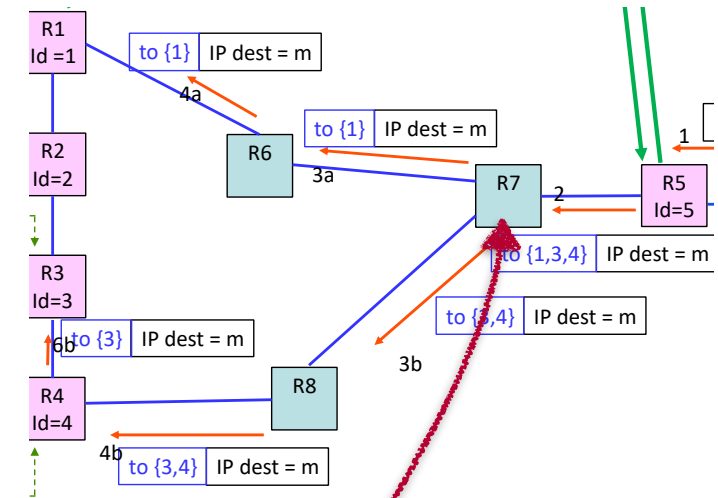 R1
Id =1
to {1} IP dest = m
4a
to {1} IP dest = m
1
R2
Id=2
R6
3a
R7
2
R5
Id=5
to {1,3,4} IP dest = m
R3
Id=3
to {3,4} IP dest = m
6b
to {3} IP dest = m
3b
R4
Id=4
R8
4b
to {3,4} IP dest = m